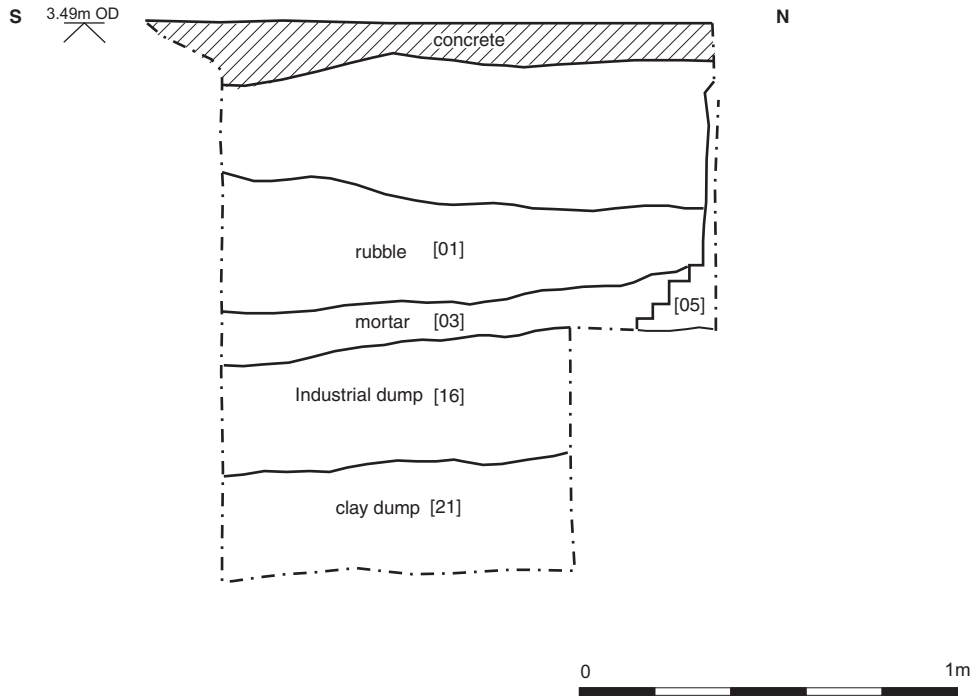 S 3.49m OD N
concrete
rubble [01]
[05]
mortar [03]
Industrial dump [16]
clay dump [21]
0 1m